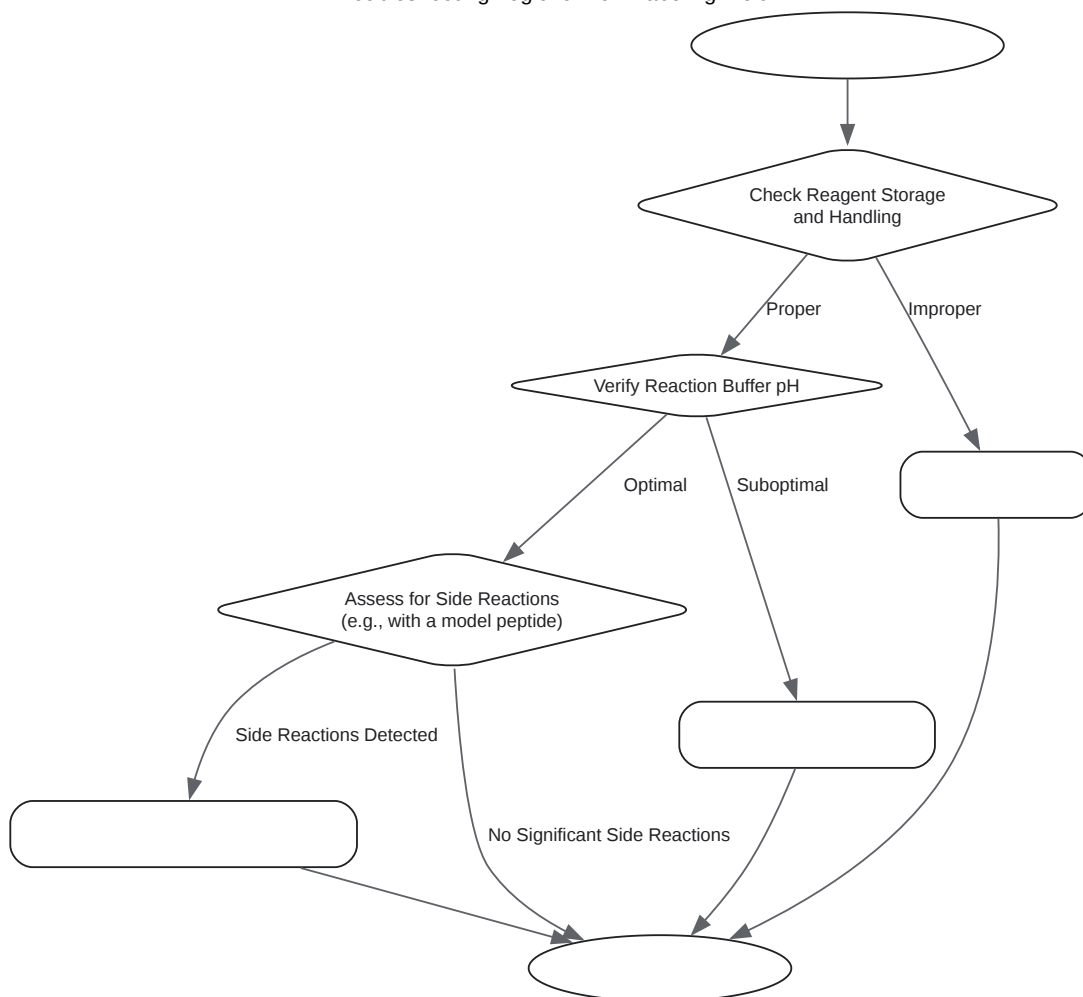 Check Reagent Storage
and Handling
Proper
Improper
Verify Reaction Buffer pH
Optimal
Suboptimal
Assess for Side Reactions
(e.g., with a model peptide)
Side Reactions Detected
No Significant Side Reactions